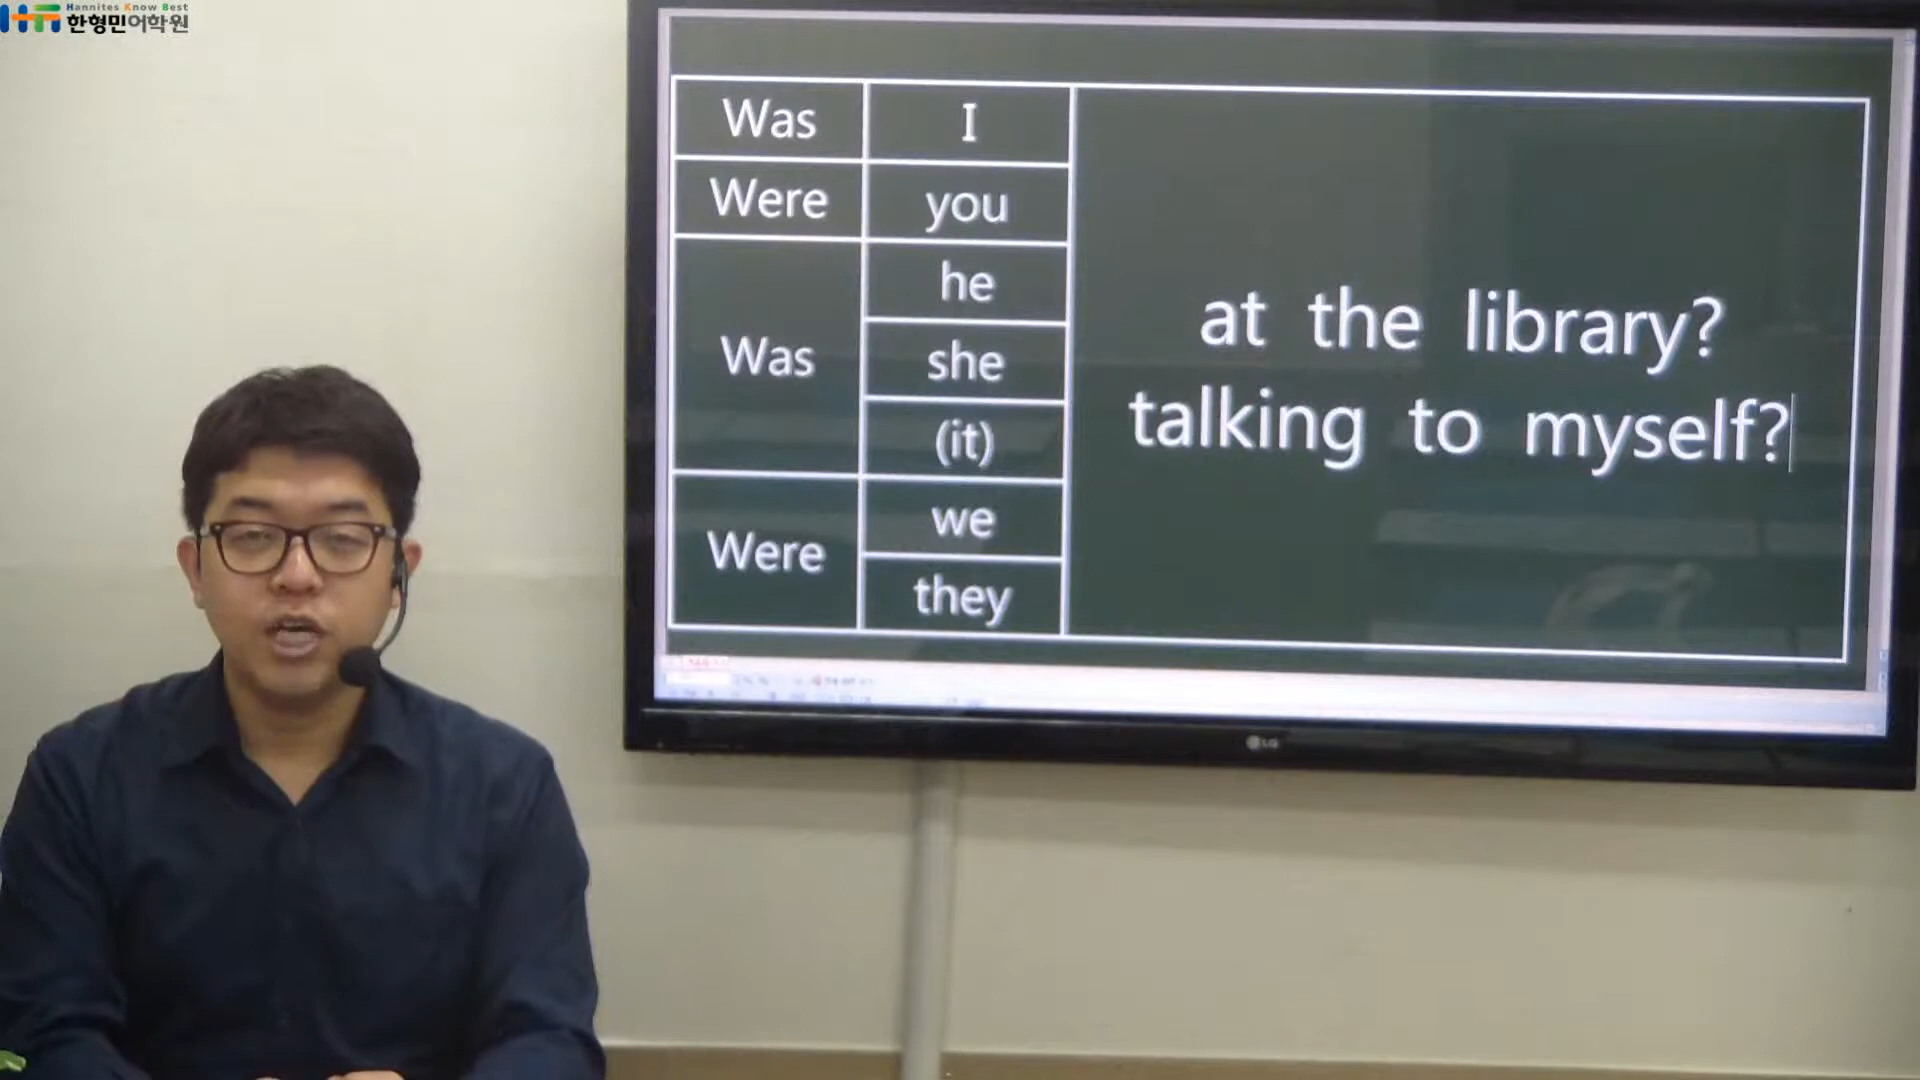 Hannites Know Best
한형민어학원
Was I
Were you
he
Was she
(it)
we
Were
they
at the library?
talking to myself?
LG